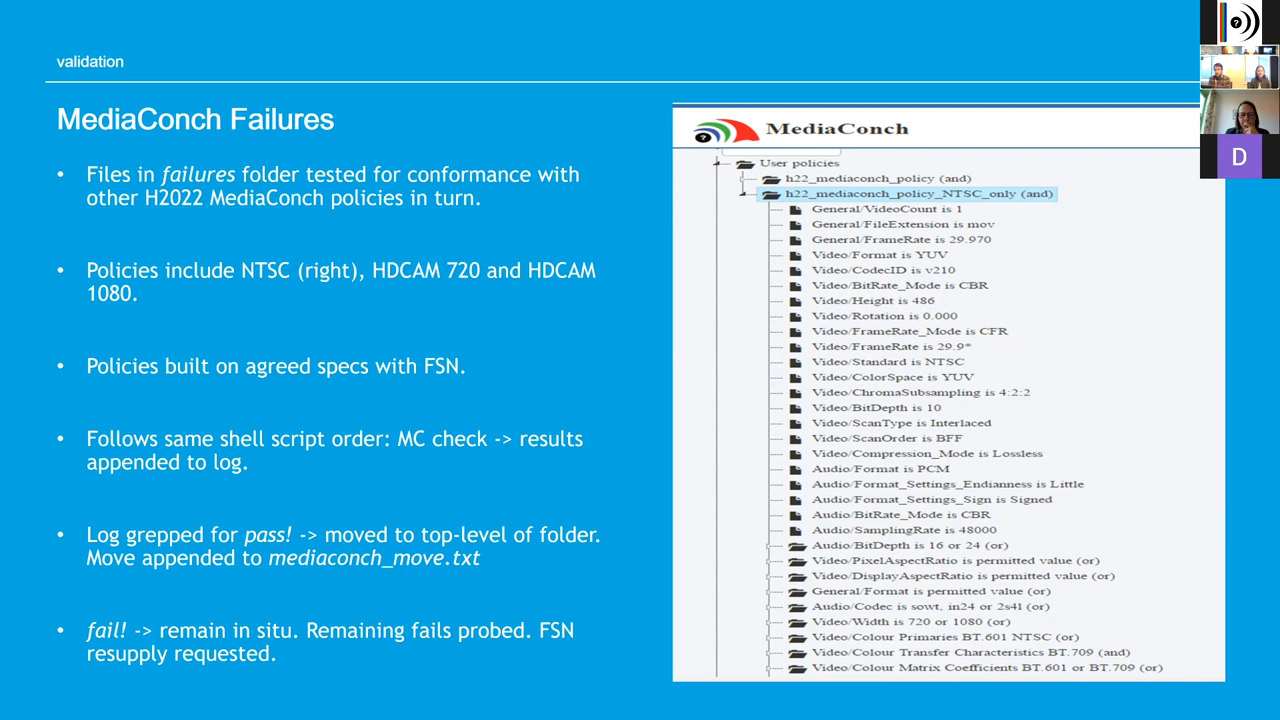 validation
MediaConch Failures
• Files in failures folder tested for conformance with
other H2022 MediaConch policies in turn.
• Policies include NTSC (right), HDCAM 720 and HDCAM
1080.
• Policies built on agreed specs with FSN.
• Follows same shell script order: MC check -> results
appended to log.
• Log grepped for pass! -> moved to top-level of folder.
Move appended to mediaconch_move.txt
• fail! -> remain in situ. Remaining fails probed. FSN
resupply requested.
MediaConch
User policies
h22_mediaconch_policy (and)
h22_mediaconch_policy_NTSC_only (and)
General/VideoCount is 1
General/FileExtension is mov
General/FrameRate is 29.970
Video/Format is YUV
Video/CodecID is v210
Video/BitRate_Mode is CBR
Video/Height is 486
Video/Rotation is 0.000
Video/FrameRate_Mode is CFR
Video/FrameRate is 29.9*
Video/Standard is NTSC
Video/ColorSpace is YUV
Video/ChromaSubsampling is 4:2:2
Video/BitDepth is 10
Video/ScanType is Interlaced
Video/ScanOrder is BFF
Video/Compression_Mode is Lossless
Audio/Format is PCM
Audio/Format_Settings_Endianness is Little
Audio/Format_Settings_Sign is Signed
Audio/BitRate_Mode is CBR
Audio/SamplingRate is 48000
Audio/BitDepth is 16 or 24 (or)
Video/PixelAspectRatio is permitted value (or)
Video/DisplayAspectRatio is permitted value (or)
General/Format is permitted value (or)
Audio/Codec is sowt, in24 or 2s4l (or)
Video/Width is 720 or 1080 (or)
Video/Colour Primaries BT.601 NTSC (or)
Video/Colour Transfer Characteristics BT.709 (and)
Video/Colour Matrix Coefficients BT.601 or BT.709 (or)
D